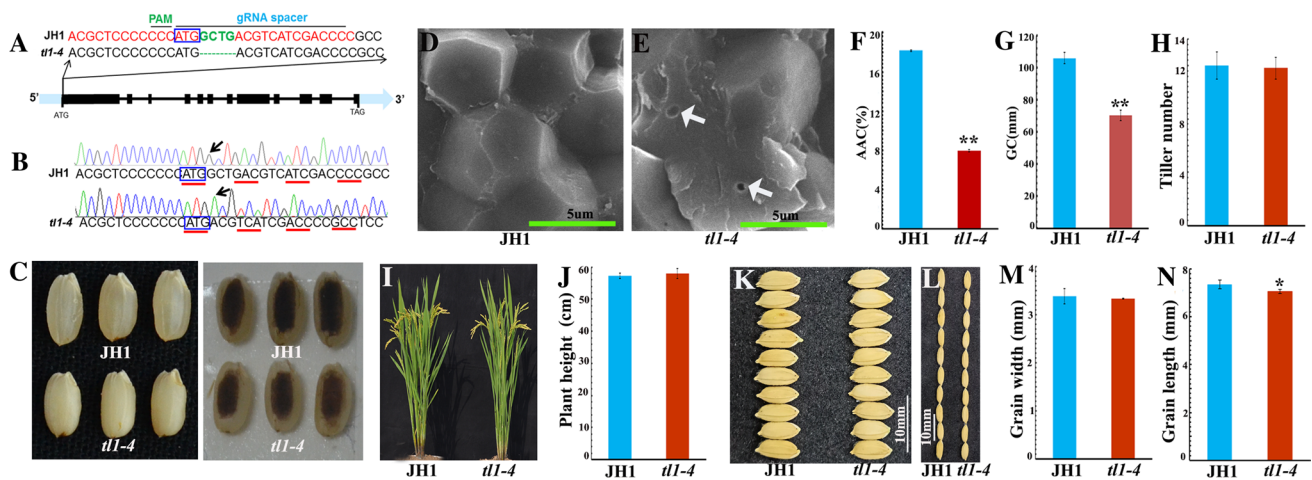 A
PAM gRNA spacer
JH1 ACGCTCCCCCCCATGGCTGACGTCATCGACCCCGCC
tl1-4 ACGCTCCCCCCCATG---------ACGTCATCGACCCCGCC
5' 3'
ATG TAG
B
JH1 ACGCTCCCCCCCATGGCTGACGTCATCGACCCCGCC
tl1-4 ACGCTCCCCCCCATGACGTCATCGACCCCGCCTCC
C
JH1 JH1
tl1-4 tl1-4
D
5um
JH1
E
5um
tl1-4
F
AAC(%)
20
16
12
8
4
0
**
JH1 tl1-4
G
GC(mm)
120
100
80
60
40
20
0
**
JH1 tl1-4
H
Tiller number
14
12
8
4
0
JH1 tl1-4
I
JH1 tl1-4
J
Plant height (cm)
60
50
40
30
20
10
0
JH1 tl1-4
K
10mm
JH1 tl1-4
L
10mm
JH1 tl1-4
M
Grain width (mm)
4
3
2
1
0
JH1 tl1-4
N
Grain length (mm)
8
6
4
2
0
*
JH1 tl1-4